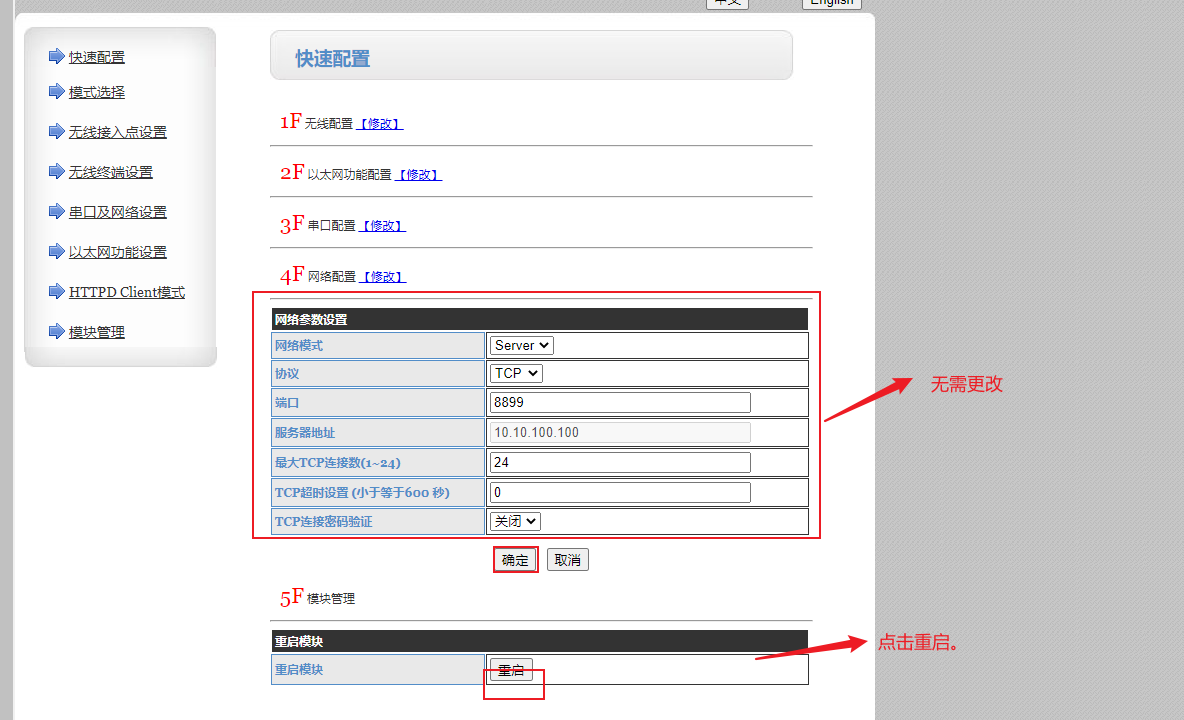 中文 English
快速配置
模式选择
无线接入点设置
无线终端设置
串口及网络设置
以太网功能设置
HTTPD Client模式
模块管理
快速配置
1F 无线配置 【修改】
2F 以太网功能配置 【修改】
3F 串口配置 【修改】
4F 网络配置 【修改】
网络参数设置
网络模式 Server
协议 TCP
端口 8899
服务器地址 10.10.100.100
最大TCP连接数(1~24) 24
TCP超时设置 (小于等于600 秒) 0
TCP连接密码验证 关闭
确定 取消
无需更改
5F 模块管理
重启模块
重启模块 重启
点击重启。